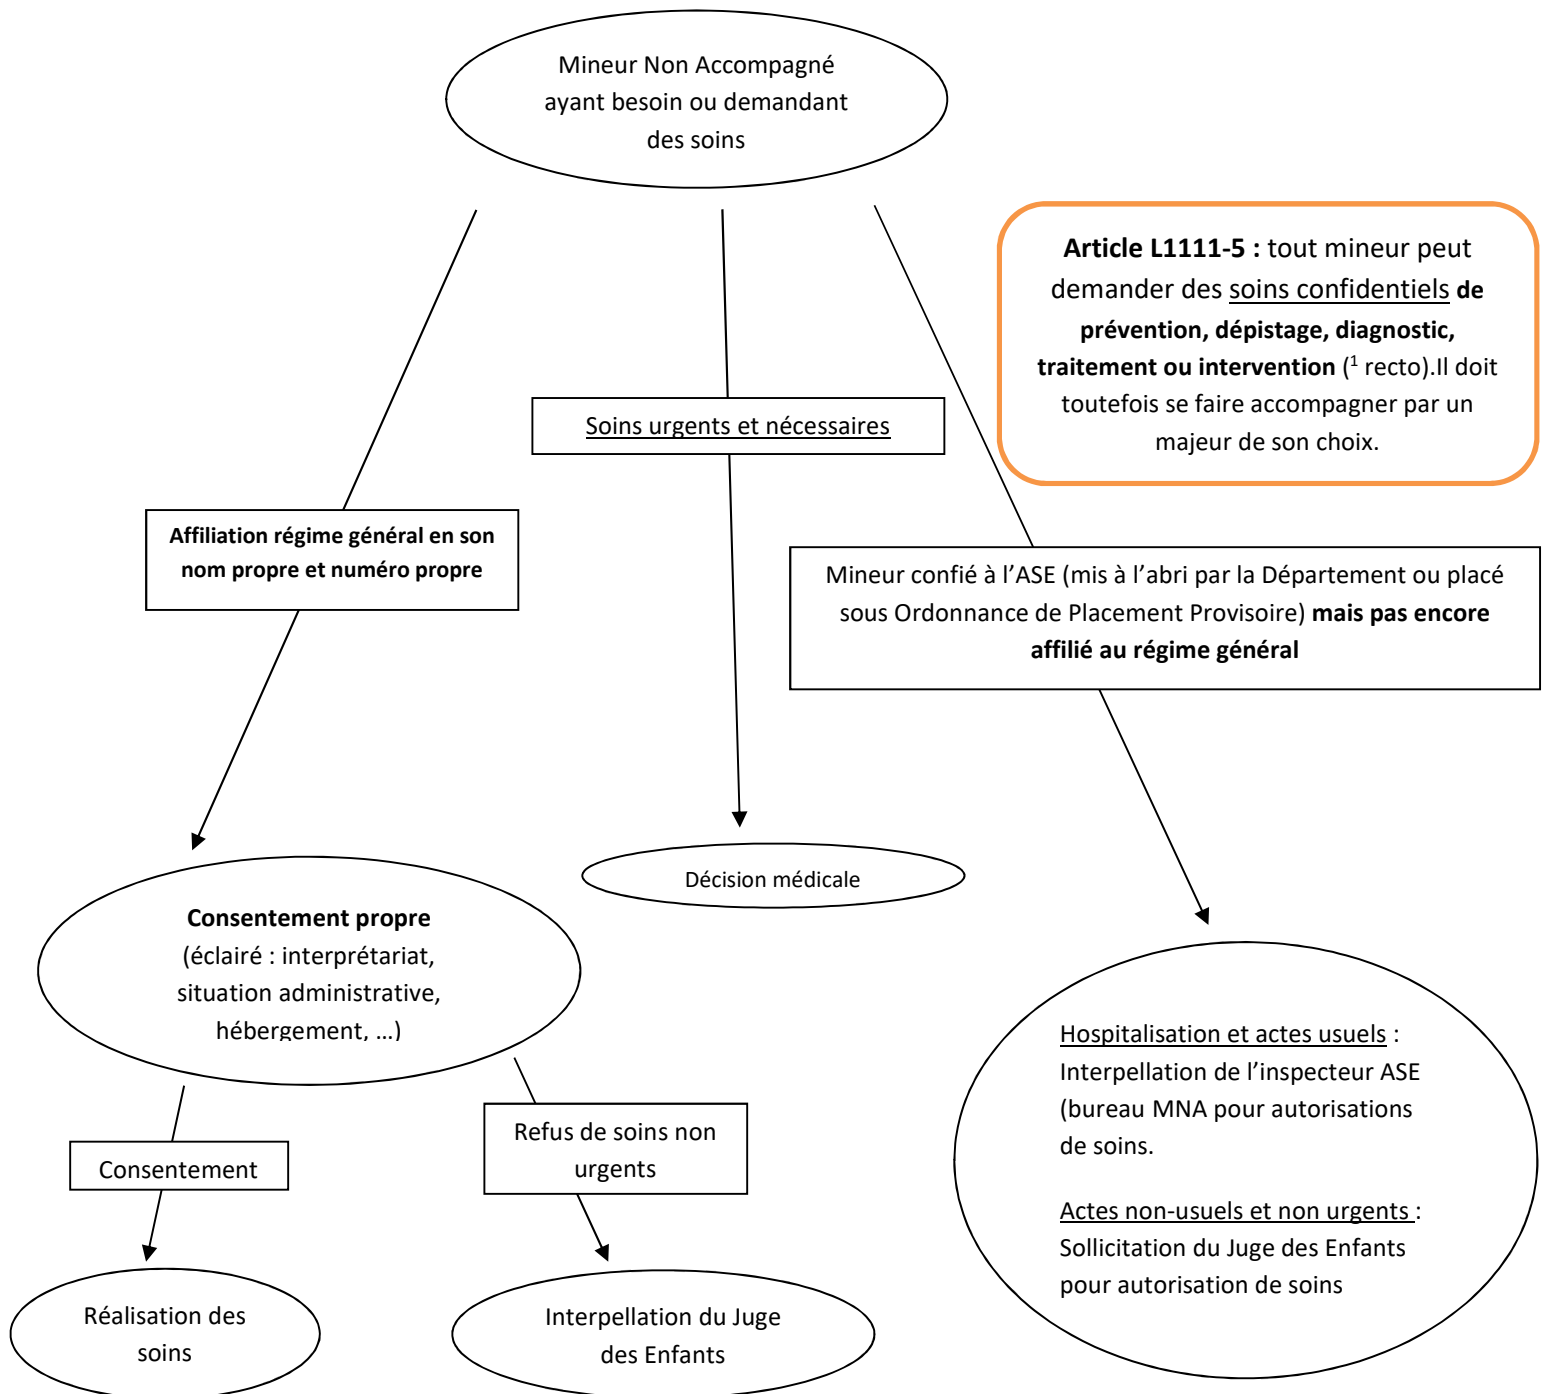 Mineur Non Accompagné
ayant besoin ou demandant
des soins
Article L1111-5 : tout mineur peut
demander des soins confidentiels de
prévention, dépistage, diagnostic,
traitement ou intervention (¹ recto).Il doit
toutefois se faire accompagner par un
majeur de son choix.
Soins urgents et nécessaires
Affiliation régime général en son
nom propre et numéro propre
Mineur confié à l’ASE (mis à l’abri par la Département ou placé
sous Ordonnance de Placement Provisoire) mais pas encore
affilié au régime général
Décision médicale
Consentement propre
(éclairé : interprétariat,
situation administrative,
hébergement, …)
Hospitalisation et actes usuels :
Interpellation de l’inspecteur ASE
(bureau MNA pour autorisations
de soins.
Actes non-usuels et non urgents :
Sollicitation du Juge des Enfants
pour autorisation de soins
Consentement
Refus de soins non
urgents
Réalisation des
soins
Interpellation du Juge
des Enfants